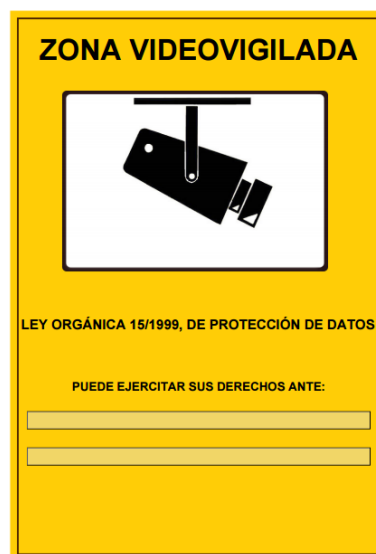 ZONA VIDEOVIGILADA
LEY ORGÁNICA 15/1999, DE PROTECCIÓN DE DATOS
PUEDE EJERCITAR SUS DERECHOS ANTE: